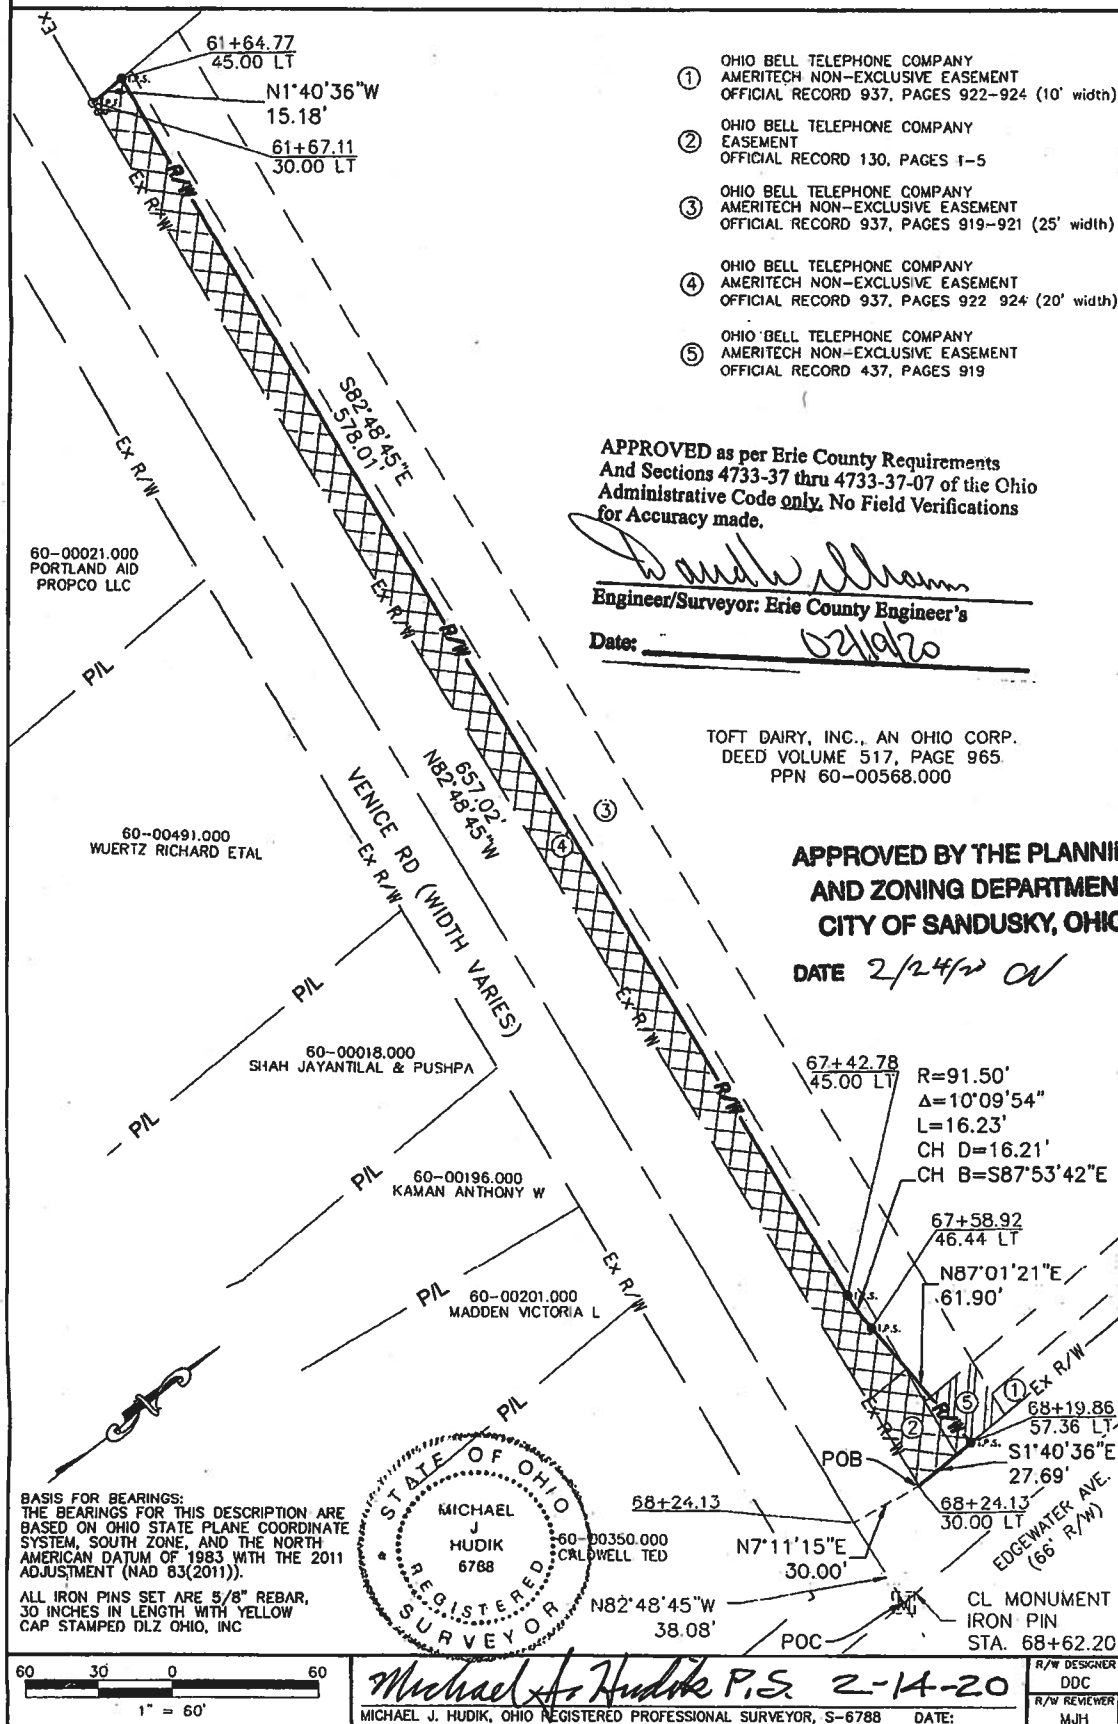 EX
61+64.77
45.00 LT
I.P.S.
N1°40'36"W
15.18'
61+67.11
30.00 LT
① OHIO BELL TELEPHONE COMPANY
AMERITECH NON-EXCLUSIVE EASEMENT
OFFICIAL RECORD 937, PAGES 922-924 (10' width)
② OHIO BELL TELEPHONE COMPANY
EASEMENT
OFFICIAL RECORD 130, PAGES 1-5
③ OHIO BELL TELEPHONE COMPANY
AMERITECH NON-EXCLUSIVE EASEMENT
OFFICIAL RECORD 937, PAGES 919-921 (25' width)
④ OHIO BELL TELEPHONE COMPANY
AMERITECH NON-EXCLUSIVE EASEMENT
OFFICIAL RECORD 937, PAGES 922 924 (20' width)
⑤ OHIO BELL TELEPHONE COMPANY
AMERITECH NON-EXCLUSIVE EASEMENT
OFFICIAL RECORD 437, PAGES 919
R/W
EX R/W
S82°48'45"E
578.01'
EX R/W
APPROVED as per Erie County Requirements
And Sections 4733-37 thru 4733-37-07 of the Ohio
Administrative Code only. No Field Verifications
for Accuracy made.
David Williams
Engineer/Surveyor: Erie County Engineer's
Date: 02/19/20
60-00021.000
PORTLAND AID
PROPCO LLC
EX R/W
R/W
P/L
TOFT DAIRY, INC., AN OHIO CORP.
DEED VOLUME 517, PAGE 965
PPN 60-00568.000
657.02'
N82°48'45"W
③
④
60-00491.000
WUERTZ RICHARD ETAL
VENICE RD (WIDTH VARIES)
EX R/W
APPROVED BY THE PLANNI
AND ZONING DEPARTMEN
CITY OF SANDUSKY, OHIO
DATE 2/24/20
P/L
EX R/W
60-00018.000
SHAH JAYANTILAL & PUSHPA
R/W
67+42.78
45.00 LT
R=91.50'
Δ=10°09'54"
L=16.23'
CH D=16.21'
CH B=S87°53'42"E
P/L
P/L
60-00196.000
KAMAN ANTHONY W
67+58.92
46.44 LT
EX R/W
N87°01'21"E
61.90'
I.P.S.
I.P.S.
P/L
60-00201.000
MADDEN VICTORIA L
EX R/W
①
⑤
②
R/W
EX R/W
68+19.86
57.36 LT
I.P.S.
S1°40'36"E
27.69'
P/L
POB
68+24.13
68+24.13
30.00 LT
EDGEWATER AVE.
(66' R/W)
STATE OF OHIO
MICHAEL
J
HUDIK
6788
REGISTERED
SURVEYOR
60-00350.000
CALDWELL TED
N7°11'15"E
30.00'
N82°48'45"W
38.08'
POC
CL MONUMENT
IRON PIN
STA. 68+62.20
BASIS FOR BEARINGS:
THE BEARINGS FOR THIS DESCRIPTION ARE
BASED ON OHIO STATE PLANE COORDINATE
SYSTEM, SOUTH ZONE, AND THE NORTH
AMERICAN DATUM OF 1983 WITH THE 2011
ADJUSTMENT (NAD 83(2011)).
ALL IRON PINS SET ARE 5/8" REBAR,
30 INCHES IN LENGTH WITH YELLOW
CAP STAMPED DLZ OHIO, INC
60 30 0 60
1" = 60'
Michael J. Hudik P.S. 2-14-20
MICHAEL J. HUDIK, OHIO REGISTERED PROFESSIONAL SURVEYOR, S-6788 DATE:
R/W DESIGNER
DDC
R/W REVIEWER
MJH